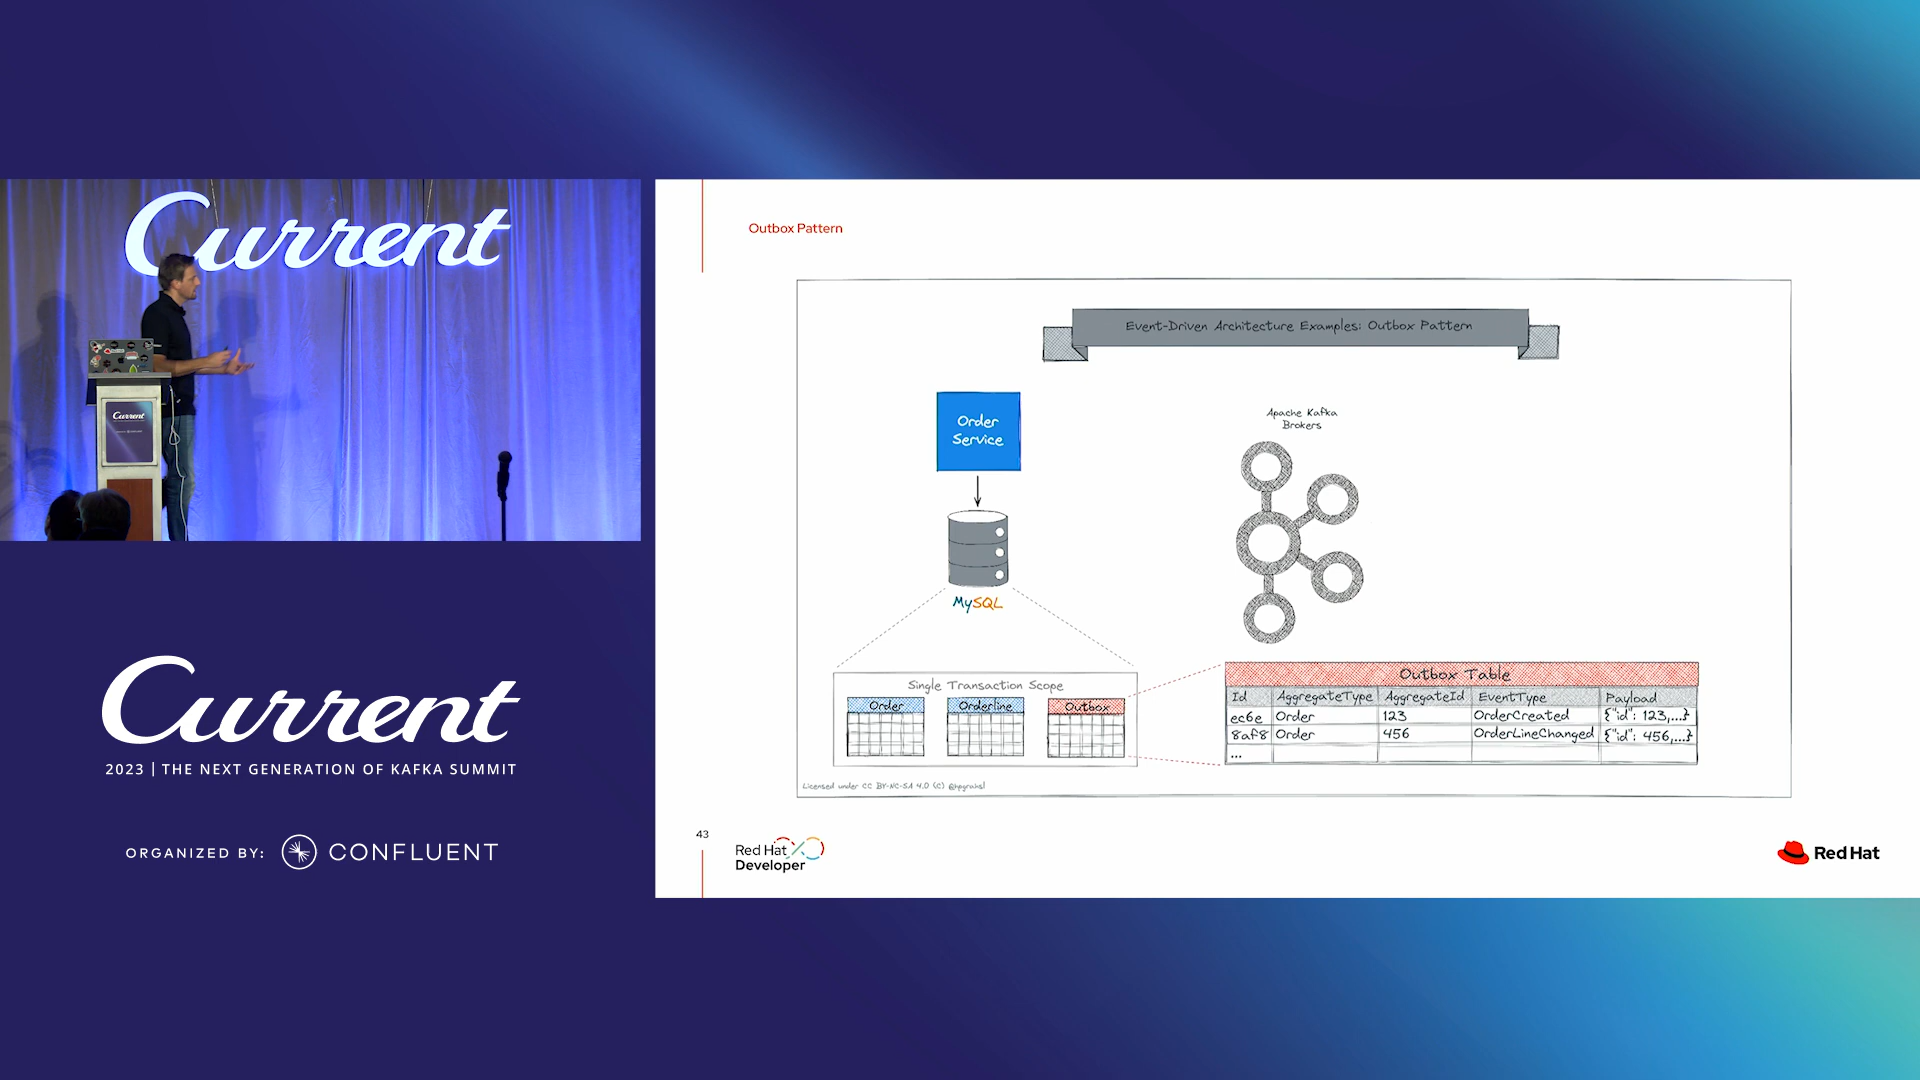 Current
Current
Current
2023 | THE NEXT GENERATION OF KAFKA SUMMIT
ORGANIZED BY: CONFLUENT
Outbox Pattern
Event-Driven Architecture Examples: Outbox Pattern
Order
Service
MySQL
Apache Kafka
Brokers
Single Transaction Scope
Order Orderline Outbox
Outbox Table
Id AggregateType AggregateId EventType Payload
ec6e Order 123 OrderCreated {"id": 123,...}
8af8 Order 456 OrderLineChanged {"id": 456,...}
...
Licensed under CC BY-NC-SA 4.0 (C) @hpgrahsl
43
Red Hat
Developer
Red Hat